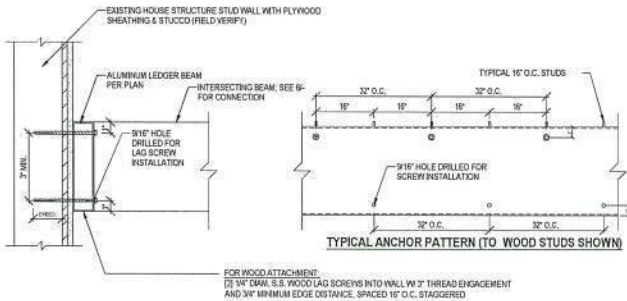 EXISTING HOUSE STRUCTURE STUD WALL WITH PLYWOOD
SHEATHING & STUCCO (FIELD VERIFY)
ALUMINUM LEDGER BEAM
PER PLAN
INTERSECTING BEAM; SEE 6/-
FOR CONNECTION
9/16" HOLE
DRILLED FOR
LAG SCREW
INSTALLATION
3" MIN.
TYPICAL 16" O.C. STUDS
32" O.C.
32" O.C.
16"
16"
16"
16"
9/16" HOLE DRILLED FOR
SCREW INSTALLATION
32" O.C.
32" O.C.
TYPICAL ANCHOR PATTERN (TO WOOD STUDS SHOWN)
FOR WOOD ATTACHMENT:
(2) 1/4" DIAM. S.S. WOOD LAG SCREWS INTO WALL W/ 3" THREAD ENGAGEMENT
AND 3/4" MINIMUM EDGE DISTANCE, SPACED 16" O.C. STAGGERED